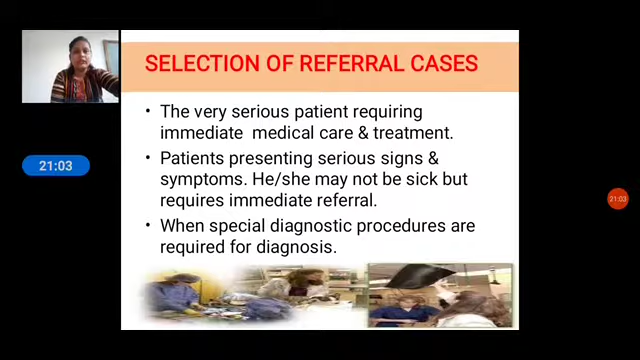 SELECTION OF REFERRAL CASES
• The very serious patient requiring
immediate medical care & treatment.
• Patients presenting serious signs &
symptoms. He/she may not be sick but
requires immediate referral.
• When special diagnostic procedures are
required for diagnosis.
21:03
21:03